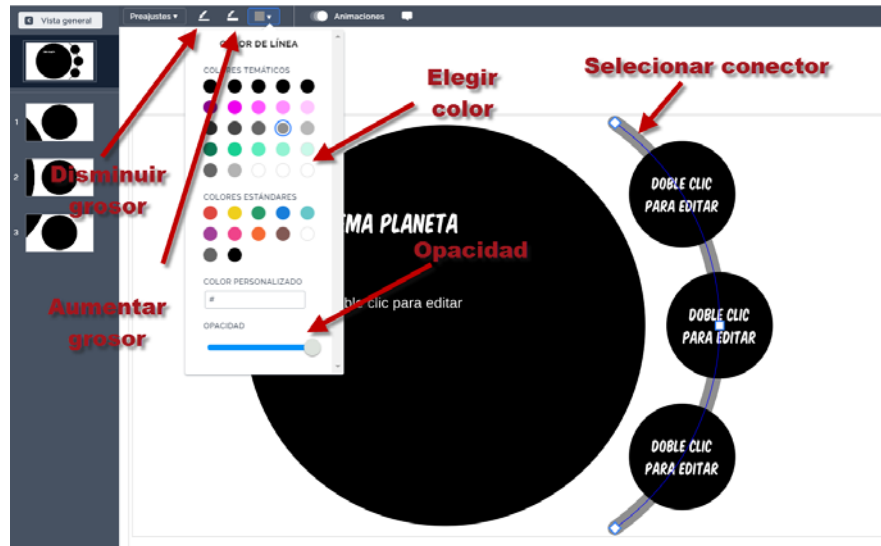 Vista general
Preajustes
Animaciones
COLOR DE LÍNEA
COLORES TEMÁTICOS
Elegir
color
Selecionar conector
1
2
3
Disminuir
grosor
COLORES ESTÁNDARES
EMA PLANETA
Opacidad
COLOR PERSONALIZADO
#
ble clic para editar
Aumentar
grosor
OPACIDAD
DOBLE CLIC
PARA EDITAR
DOBLE CLIC
PARA EDITAR
DOBLE CLIC
PARA EDITAR